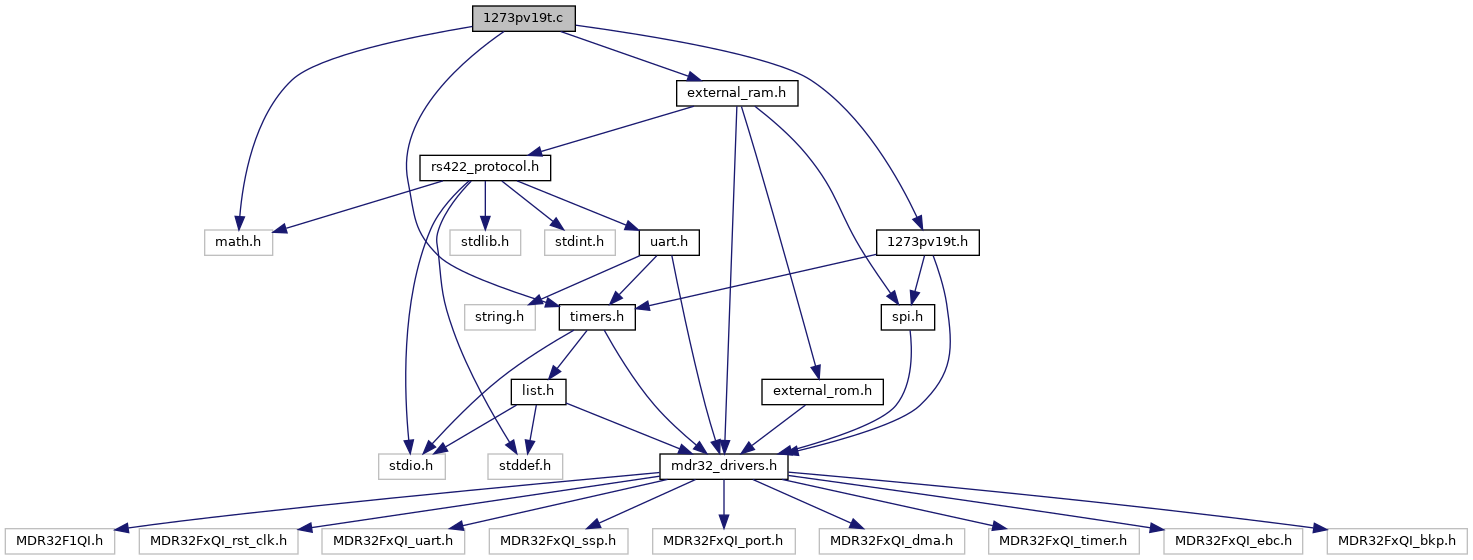 1273pv19t.c
external_ram.h
rs422_protocol.h
math.h
stdlib.h
stdint.h
uart.h
1273pv19t.h
string.h
timers.h
spi.h
list.h
external_rom.h
stdio.h
stddef.h
mdr32_drivers.h
MDR32F1QI.h
MDR32FxQI_rst_clk.h
MDR32FxQI_uart.h
MDR32FxQI_ssp.h
MDR32FxQI_port.h
MDR32FxQI_dma.h
MDR32FxQI_timer.h
MDR32FxQI_ebc.h
MDR32FxQI_bkp.h